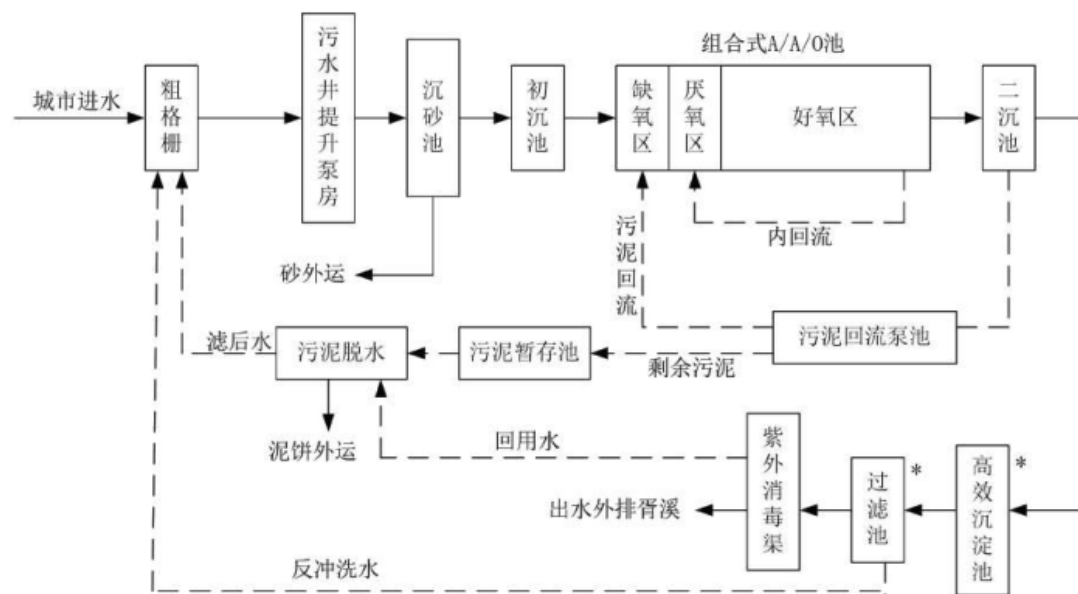 组合式A/A/O池
城市进水
粗格栅
污水井提升泵房
沉砂池
初沉池
缺氧区
厌氧区
好氧区
二沉池
污泥回流
内回流
砂外运
滤后水
污泥脱水
污泥暂存池
剩余污泥
污泥回流泵池
泥饼外运
回用水
紫外消毒渠
过滤池
*
高效沉淀池
*
出水外排胥溪
反冲洗水